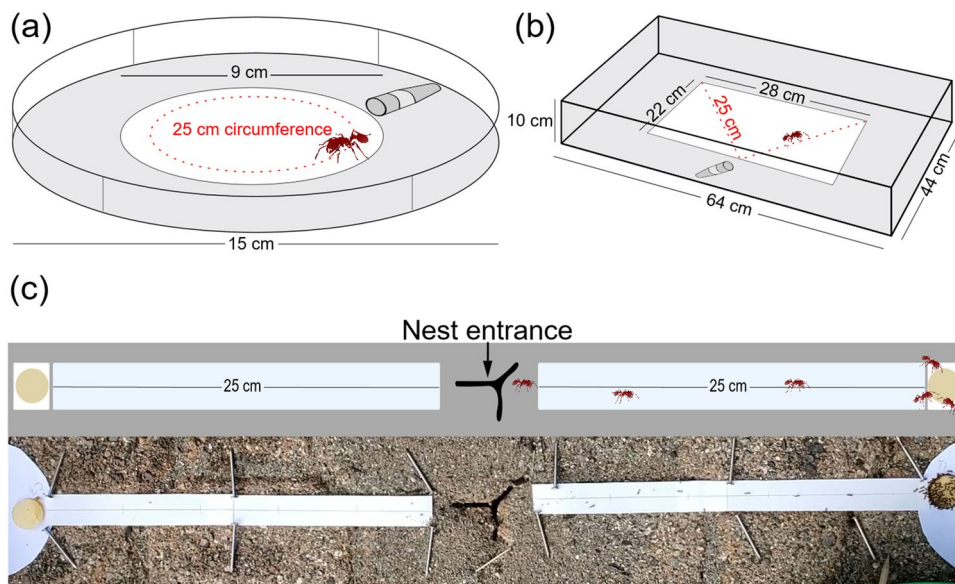 (a)
9 cm
25 cm circumference
15 cm
(b)
28 cm
22 cm
25 cm
10 cm
44 cm
64 cm
(c)
Nest entrance
25 cm
25 cm